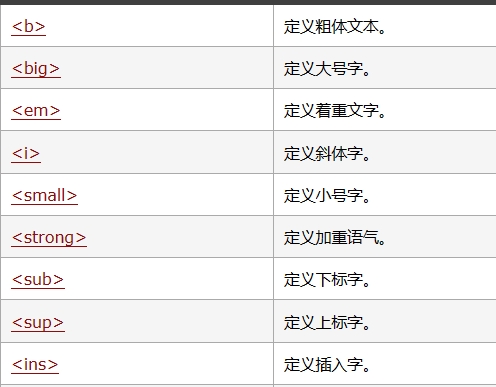 <b> 定义粗体文本。
<big> 定义大号字。
<em> 定义着重文字。
<i> 定义斜体字。
<small> 定义小号字。
<strong> 定义加重语气。
<sub> 定义下标字。
<sup> 定义上标字。
<ins> 定义插入字。